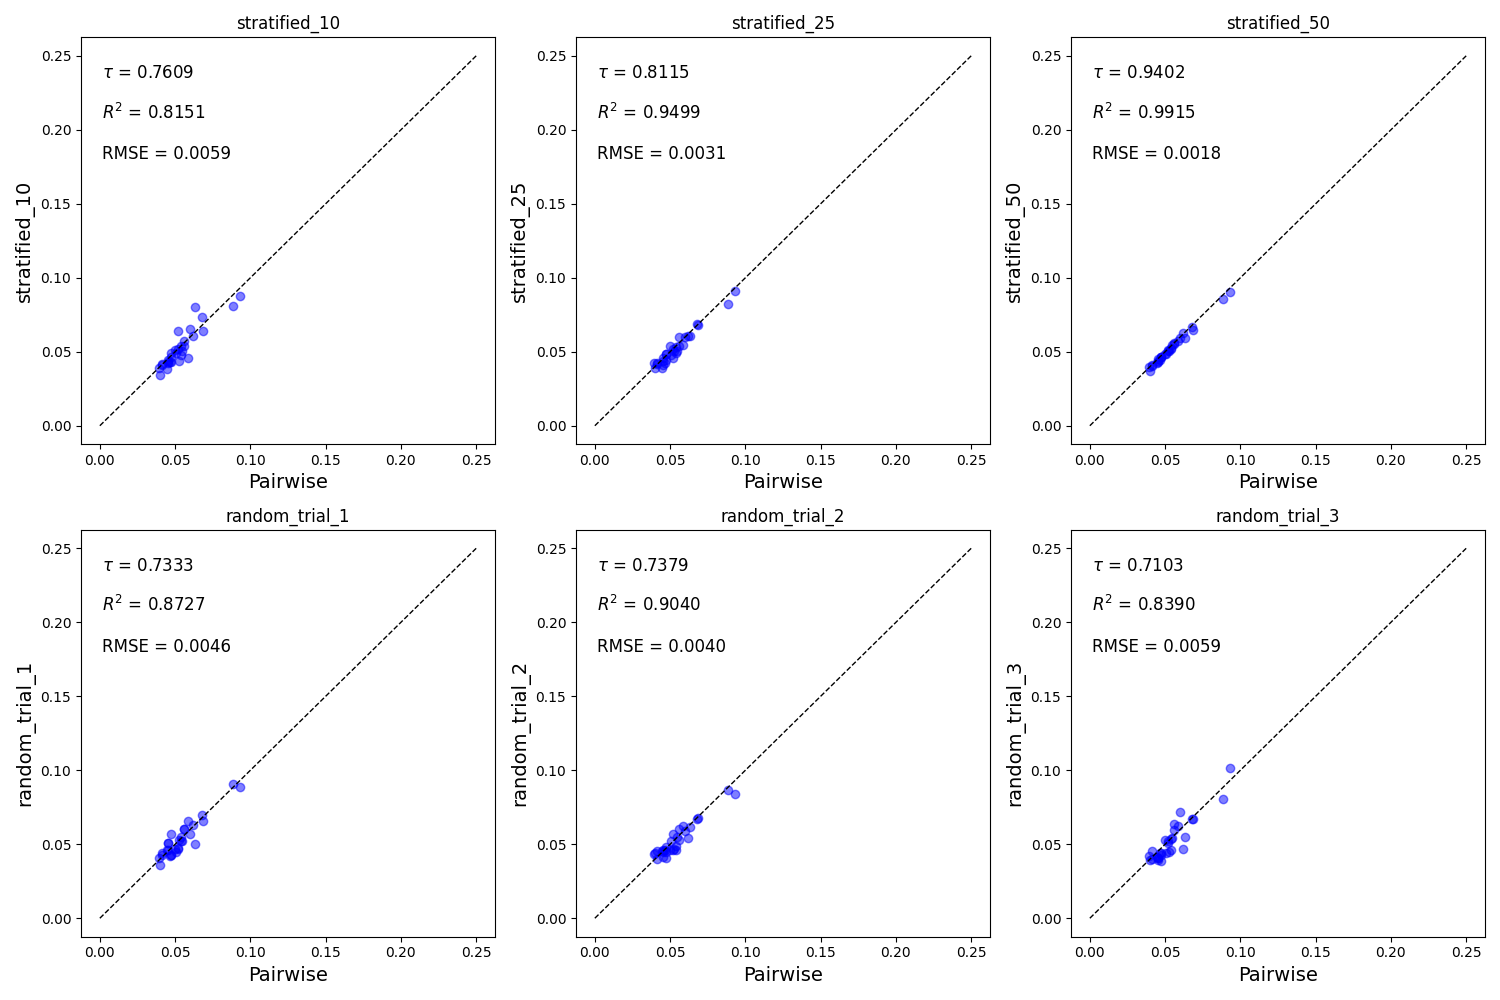 stratified_10
τ = 0.7609
R² = 0.8151
RMSE = 0.0059
stratified_10
0.25
0.20
0.15
0.10
0.05
0.00
0.00 0.05 0.10 0.15 0.20 0.25
Pairwise
stratified_25
τ = 0.8115
R² = 0.9499
RMSE = 0.0031
stratified_25
0.25
0.20
0.15
0.10
0.05
0.00
0.00 0.05 0.10 0.15 0.20 0.25
Pairwise
stratified_50
τ = 0.9402
R² = 0.9915
RMSE = 0.0018
stratified_50
0.25
0.20
0.15
0.10
0.05
0.00
0.00 0.05 0.10 0.15 0.20 0.25
Pairwise
random_trial_1
τ = 0.7333
R² = 0.8727
RMSE = 0.0046
random_trial_1
0.25
0.20
0.15
0.10
0.05
0.00
0.00 0.05 0.10 0.15 0.20 0.25
Pairwise
random_trial_2
τ = 0.7379
R² = 0.9040
RMSE = 0.0040
random_trial_2
0.25
0.20
0.15
0.10
0.05
0.00
0.00 0.05 0.10 0.15 0.20 0.25
Pairwise
random_trial_3
τ = 0.7103
R² = 0.8390
RMSE = 0.0059
random_trial_3
0.25
0.20
0.15
0.10
0.05
0.00
0.00 0.05 0.10 0.15 0.20 0.25
Pairwise